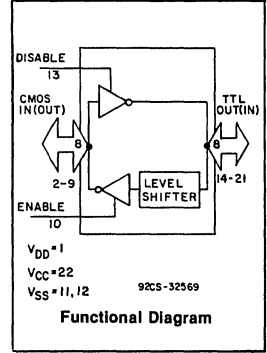 DISABLE
13
CMOS
IN(OUT)
TTL
OUT(IN)
8
8
2-9
14-21
LEVEL
SHIFTER
ENABLE
10
VDD=1
VCC=22
VSS=11, 12
92CS-32569
Functional Diagram